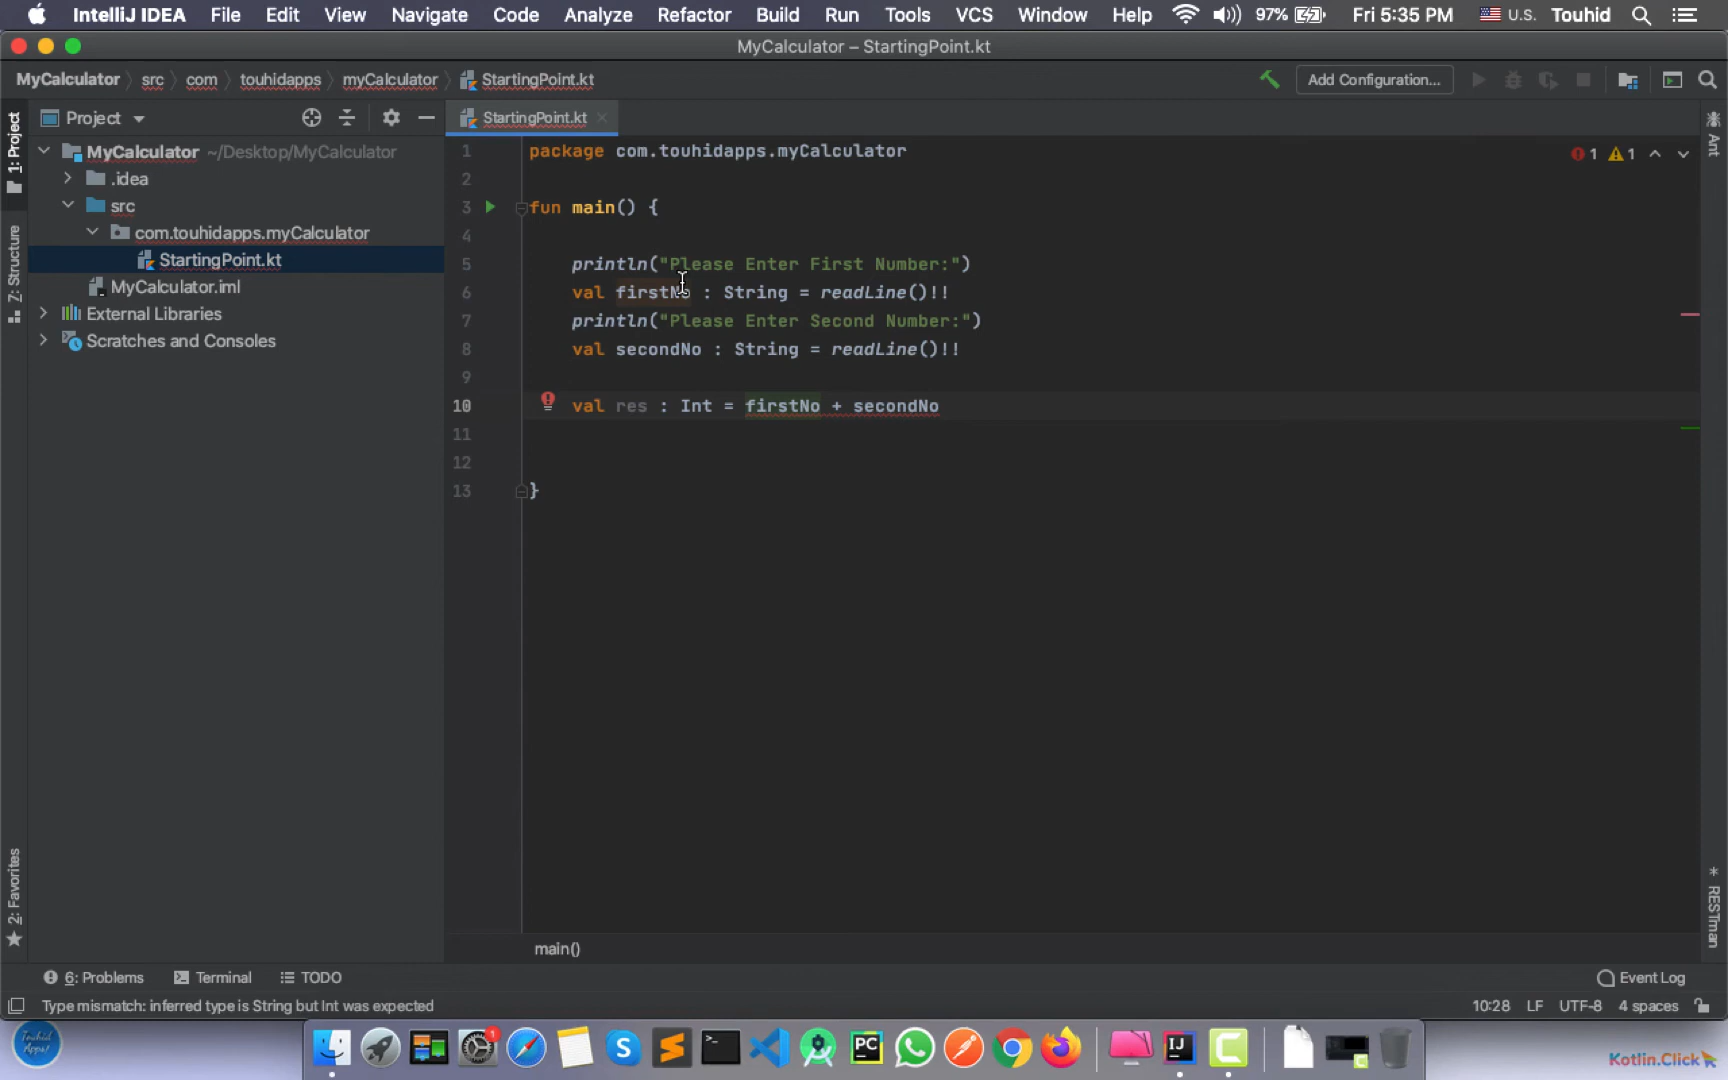 IntelliJ IDEA File Edit View Navigate Code Analyze Refactor Build Run Tools VCS Window Help 97% U.S. Fri 5:35 PM Touhid
MyCalculator – StartingPoint.kt
MyCalculator src com touhidapps myCalculator StartingPoint.kt Add Configuration...
Project StartingPoint.kt
1: Project
7: Structure
2: Favorites
MyCalculator ~/Desktop/MyCalculator
.idea
src
com.touhidapps.myCalculator
StartingPoint.kt
MyCalculator.iml
External Libraries
Scratches and Consoles
1 package com.touhidapps.myCalculator
2
3 fun main() {
4
5 println("Please Enter First Number:")
6 val firstNo : String = readLine()!!
7 println("Please Enter Second Number:")
8 val secondNo : String = readLine()!!
9
10 val res : Int = firstNo + secondNo
11
12
13 }
1 1
Ant
RESTman
main()
6: Problems Terminal TODO Event Log
Type mismatch: inferred type is String but Int was expected 10:28 LF UTF-8 4 spaces
Touhid Apps!
1
PC
IJ
Kotlin.Click